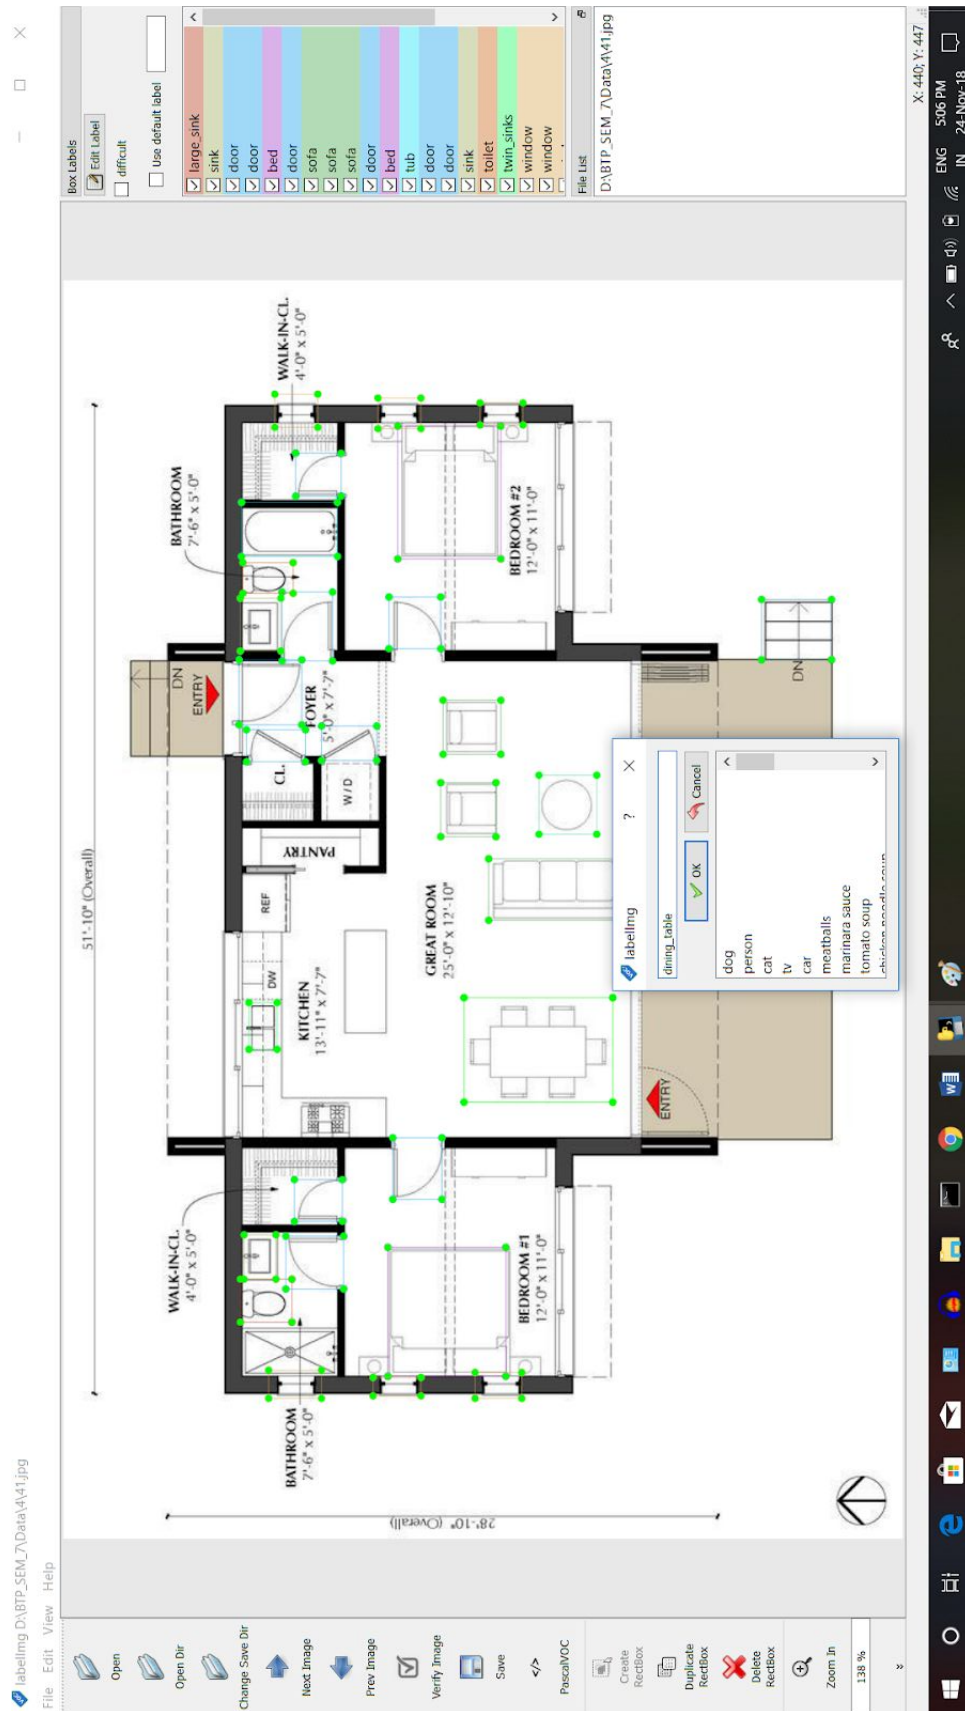 labelImg D:\BTP_SEM_7\Data\4\41.jpg
File Edit View Help
Open
Open Dir
Change Save Dir
Next Image
Prev Image
Verify Image
Save
</>
PascalVOC
Create
RectBox
Duplicate
RectBox
Delete
RectBox
Zoom In
138 %
»
51'-10" (Overall)
28'-10" (Overall)
WALK-IN-CL.
4'-0" x 5'-0"
BATHROOM
7'-6" x 5'-0"
BEDROOM #1
12'-0" x 11'-0"
KITCHEN
13'-11" x 7'-7"
DW
REF
PANTRY
CL.
W / D
FOYER
5'-0" x 7'-7"
ENTRY
DN
GREAT ROOM
25'-0" x 12'-10"
ENTRY
DN
BATHROOM
7'-6" x 5'-0"
WALK-IN-CL.
4'-0" x 5'-0"
BEDROOM #2
12'-0" x 11'-0"
labelImg
?
dining_table
OK
Cancel
dog
person
cat
tv
car
meatballs
marinara sauce
tomato soup
chicken noodle soup
Box Labels
Edit Label
difficult
Use default label
large_sink
sink
door
door
bed
door
sofa
sofa
sofa
door
bed
tub
door
door
sink
toilet
twin_sinks
window
window
File List
D:\BTP_SEM_7\Data\4\41.jpg
X: 440; Y: 447
ENG
IN
5:06 PM
24-Nov-18